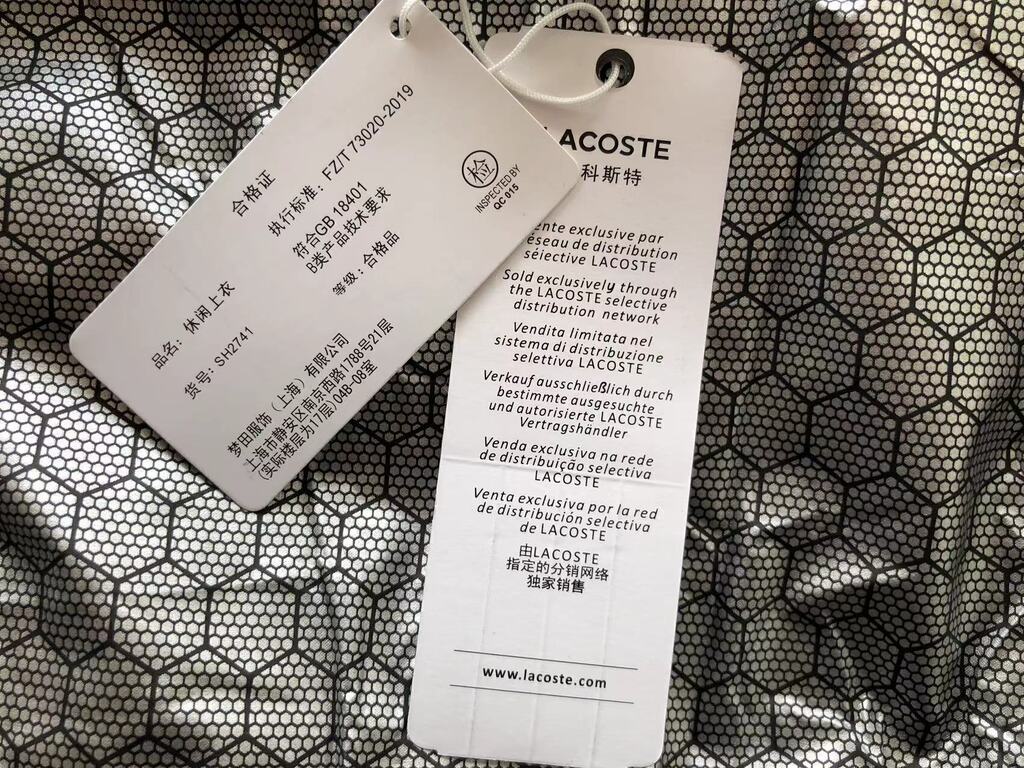 合格证
执行标准：FZ/T 73020-2019
符合GB 18401
B类产品技术要求
等级：合格品
检
INSPECTED BY
QC 015
品名：休闲上衣
货号：SH2741
梦田服饰（上海）有限公司
上海市静安区南京西路1788号21层
(实际楼层为17层)04B-08室
LACOSTE
科斯特
exclusive par
réseau de distribution
séiective LACOSTE
Sold exclusively through
the LACOSTE selective
distribution network
Vendita limitata nel
sistema di distribuzione
selettiva LACOSTE
Verkauf ausschließlich durch
bestimmte ausgesuchte
und autorisierte LACOSTE
Vertragshändler
Venda exclusiva na rede
de distribuição selectiva
LACOSTE
Venta exclusiva por la red
de distribución selectiva
de LACOSTE
由LACOSTE
指定的分销网络
独家销售
www.lacoste.com